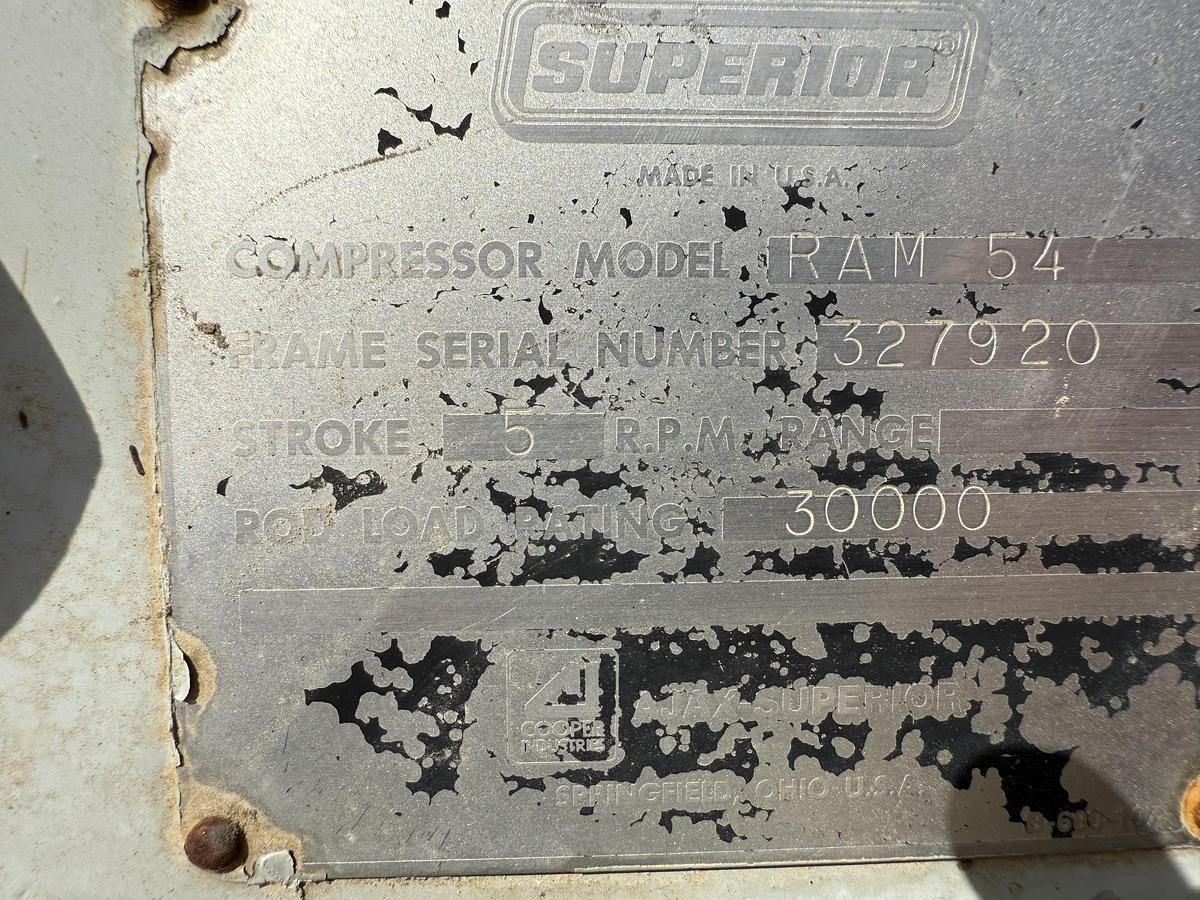 SUPERIOR®
MADE IN U.S.A.
COMPRESSOR MODEL RAM 54
FRAME SERIAL NUMBER 327920
STROKE 5 R.P.M. RANGE
ROD LOAD RATING 30000
COOPER
INDUSTRIES
AJAX-SUPERIOR
SPRINGFIELD, OHIO U.S.A.